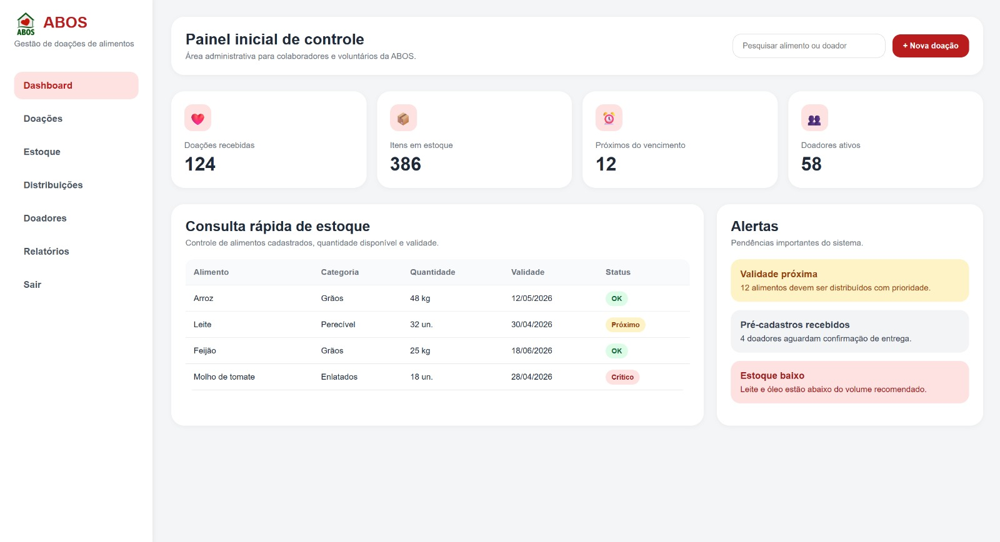 ABOS
ABOS
Gestão de doações de alimentos
Dashboard
Doações
Estoque
Distribuições
Doadores
Relatórios
Sair
Painel inicial de controle
Área administrativa para colaboradores e voluntários da ABOS.
Pesquisar alimento ou doador
+ Nova doação
Doações recebidas
124
Itens em estoque
386
Próximos do vencimento
12
Doadores ativos
58
Consulta rápida de estoque
Controle de alimentos cadastrados, quantidade disponível e validade.
Alimento Categoria Quantidade Validade Status
Arroz Grãos 48 kg 12/05/2026 OK
Leite Perecível 32 un. 30/04/2026 Próximo
Feijão Grãos 25 kg 18/06/2026 OK
Molho de tomate Enlatados 18 un. 28/04/2026 Crítico
Alertas
Pendências importantes do sistema.
Validade próxima
12 alimentos devem ser distribuídos com prioridade.
Pré-cadastros recebidos
4 doadores aguardam confirmação de entrega.
Estoque baixo
Leite e óleo estão abaixo do volume recomendado.